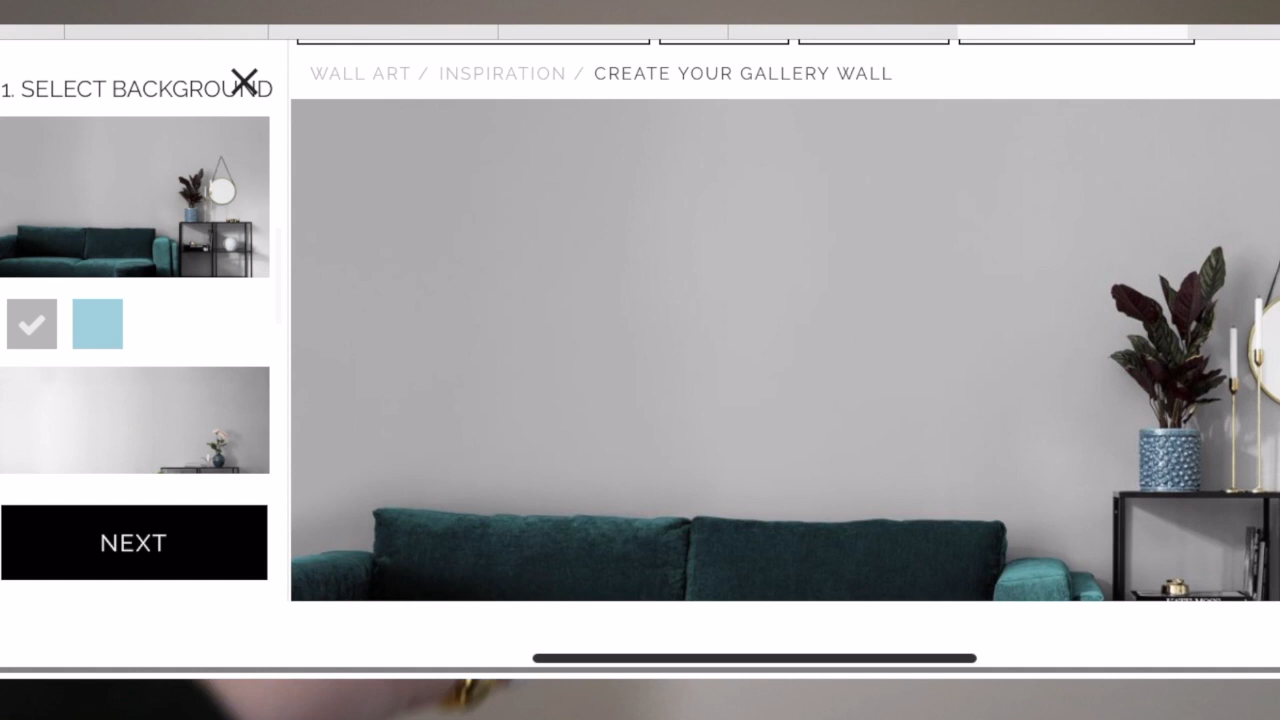 WALL ART / INSPIRATION / CREATE YOUR GALLERY WALL
1. SELECT BACKGROUND
NEXT